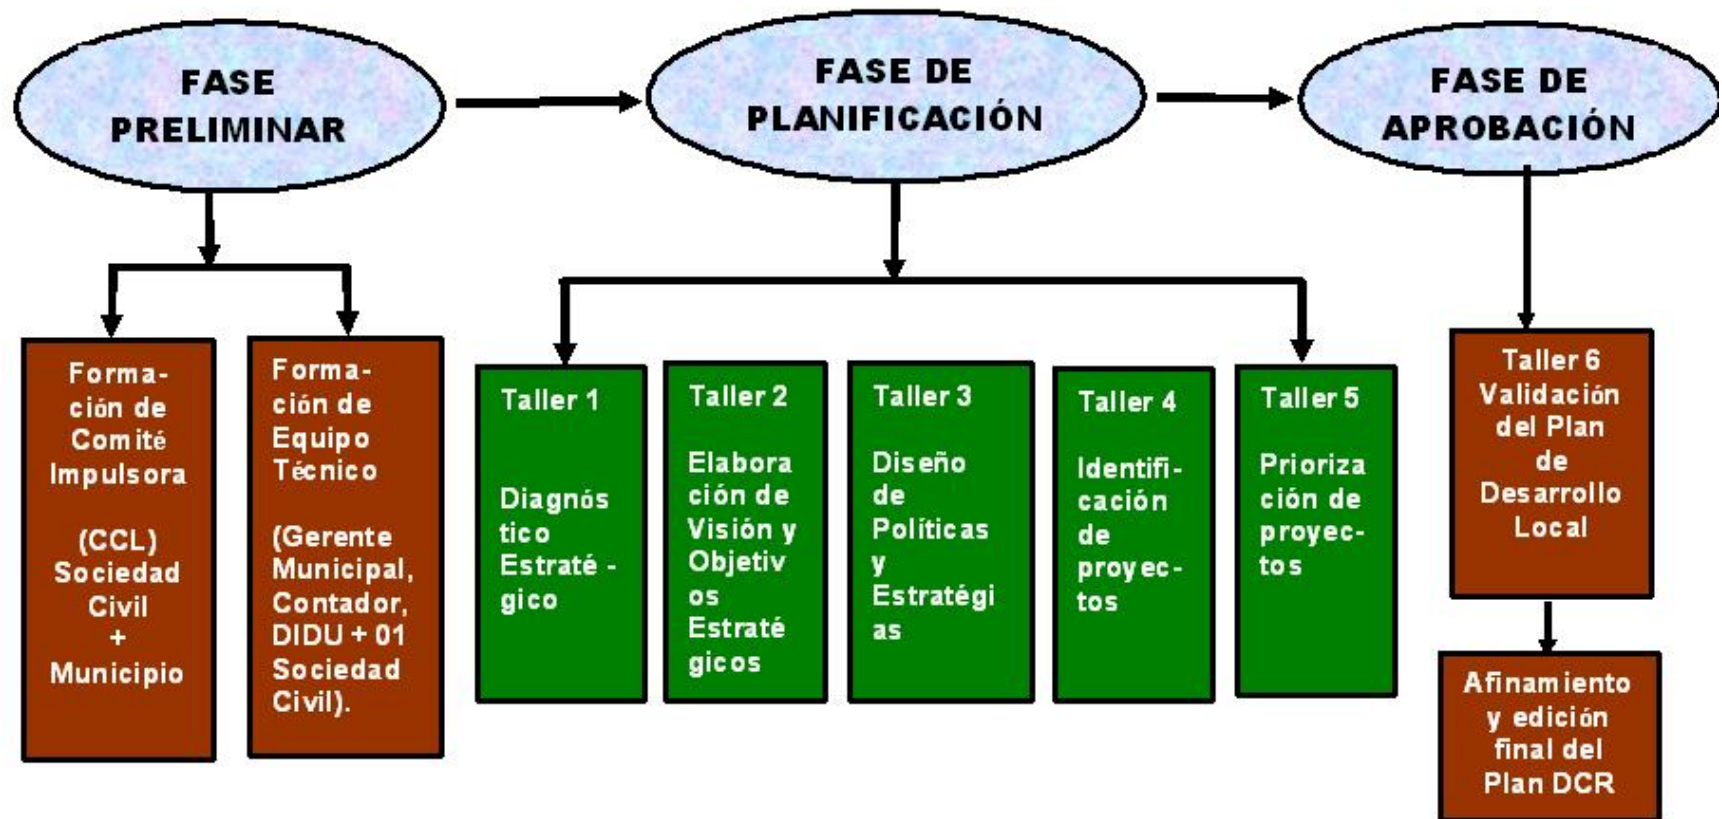 FASE
PRELIMINAR
FASE DE
PLANIFICACIÓN
FASE DE
APROBACIÓN
Forma-
ción de
Comité
Impulsora
(CCL)
Sociedad
Civil
+
Municipio
Forma-
ción de
Equipo
Técnico
(Gerente
Municipal,
Contador,
DIDU + 01
Sociedad
Civil).
Taller 1
Diagnós
tico
Estraté -
gico
Taller 2
Elabora
ción de
Visión y
Objetiv
os
Estraté
gicos
Taller 3
Diseño
de
Políticas
y
Estratégi
as
Taller 4
Identifi-
cación
de
proyec-
tos
Taller 5
Prioriza
ción de
proyec-
tos
Taller 6
Validación
del Plan
de
Desarrollo
Local
Afinamiento
y edición
final del
Plan DCR